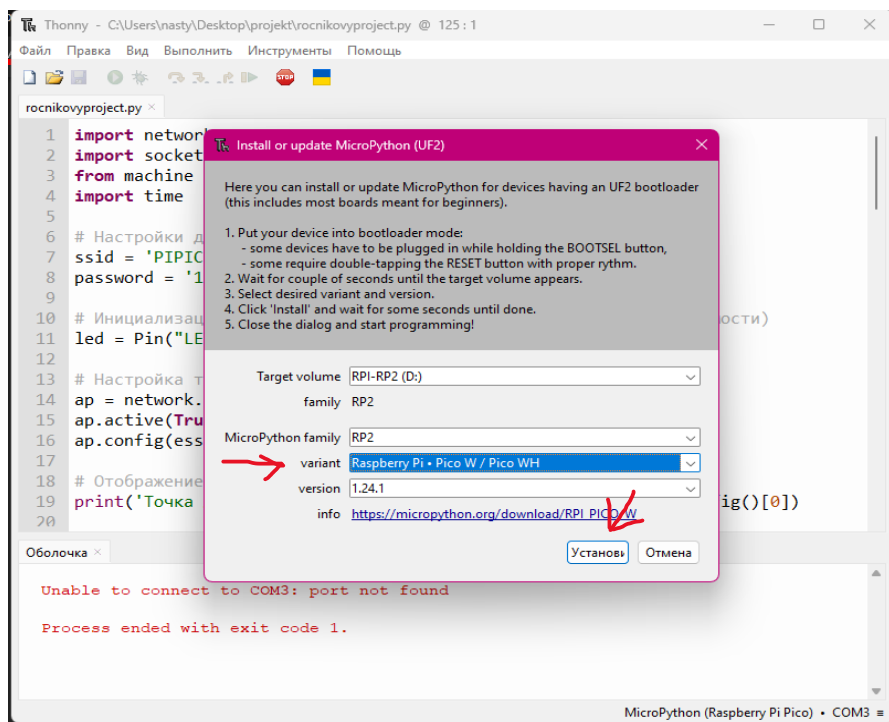 Thonny - C:\Users\nasty\Desktop\projekt\rocnikovyproject.py @ 125 : 1
Файл Правка Вид Выполнить Инструменты Помощь
STOP
rocnikovyproject.py ×
1 import networ
2 import socket
3 from machine
4 import time
5
6 # Настройки д
7 ssid = 'PIPIC
8 password = '1
9
10 # Инициализац ости)
11 led = Pin("LE
12
13 # Настройка т
14 ap = network.
15 ap.active(Tru
16 ap.config(ess
17
18 # Отображение
19 print('Точка ig()[0])
20
Install or update MicroPython (UF2)
Here you can install or update MicroPython for devices having an UF2 bootloader
(this includes most boards meant for beginners).
1. Put your device into bootloader mode:
- some devices have to be plugged in while holding the BOOTSEL button,
- some require double-tapping the RESET button with proper rythm.
2. Wait for couple of seconds until the target volume appears.
3. Select desired variant and version.
4. Click 'Install' and wait for some seconds until done.
5. Close the dialog and start programming!
Target volume RPI-RP2 (D:)
family RP2
MicroPython family RP2
variant Raspberry Pi • Pico W / Pico WH
version 1.24.1
info https://micropython.org/download/RPI_PICO_W
Установи Отмена
Оболочка ×
Unable to connect to COM3: port not found
Process ended with exit code 1.
MicroPython (Raspberry Pi Pico) • COM3 ≡